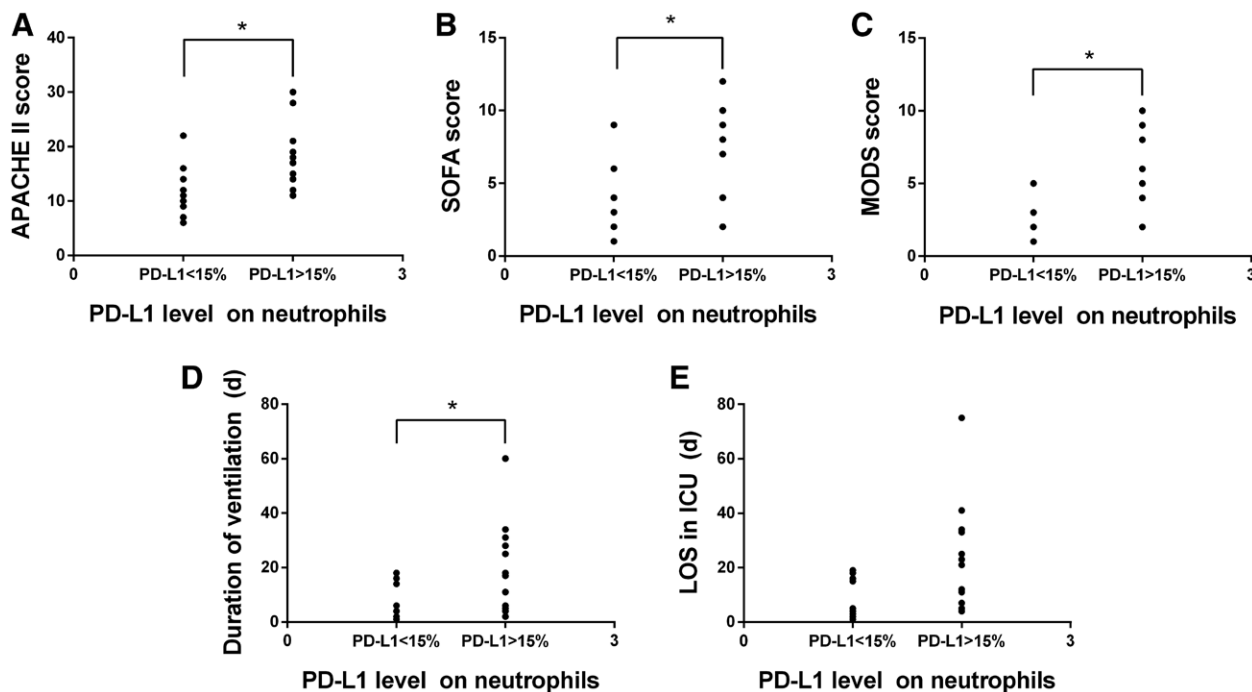 A
APACHE II score
40
30
20
10
0
*
0
PD-L1<15%
PD-L1>15%
3
PD-L1 level on neutrophils
B
SOFA score
15
10
5
0
*
0
PD-L1<15%
PD-L1>15%
3
PD-L1 level on neutrophils
C
MODS score
15
10
5
0
*
0
PD-L1<15%
PD-L1>15%
3
PD-L1 level on neutrophils
D
Duration of ventilation (d)
80
60
40
20
0
*
0
PD-L1<15%
PD-L1>15%
3
PD-L1 level on neutrophils
E
LOS in ICU (d)
80
60
40
20
0
0
PD-L1<15%
PD-L1>15%
3
PD-L1 level on neutrophils